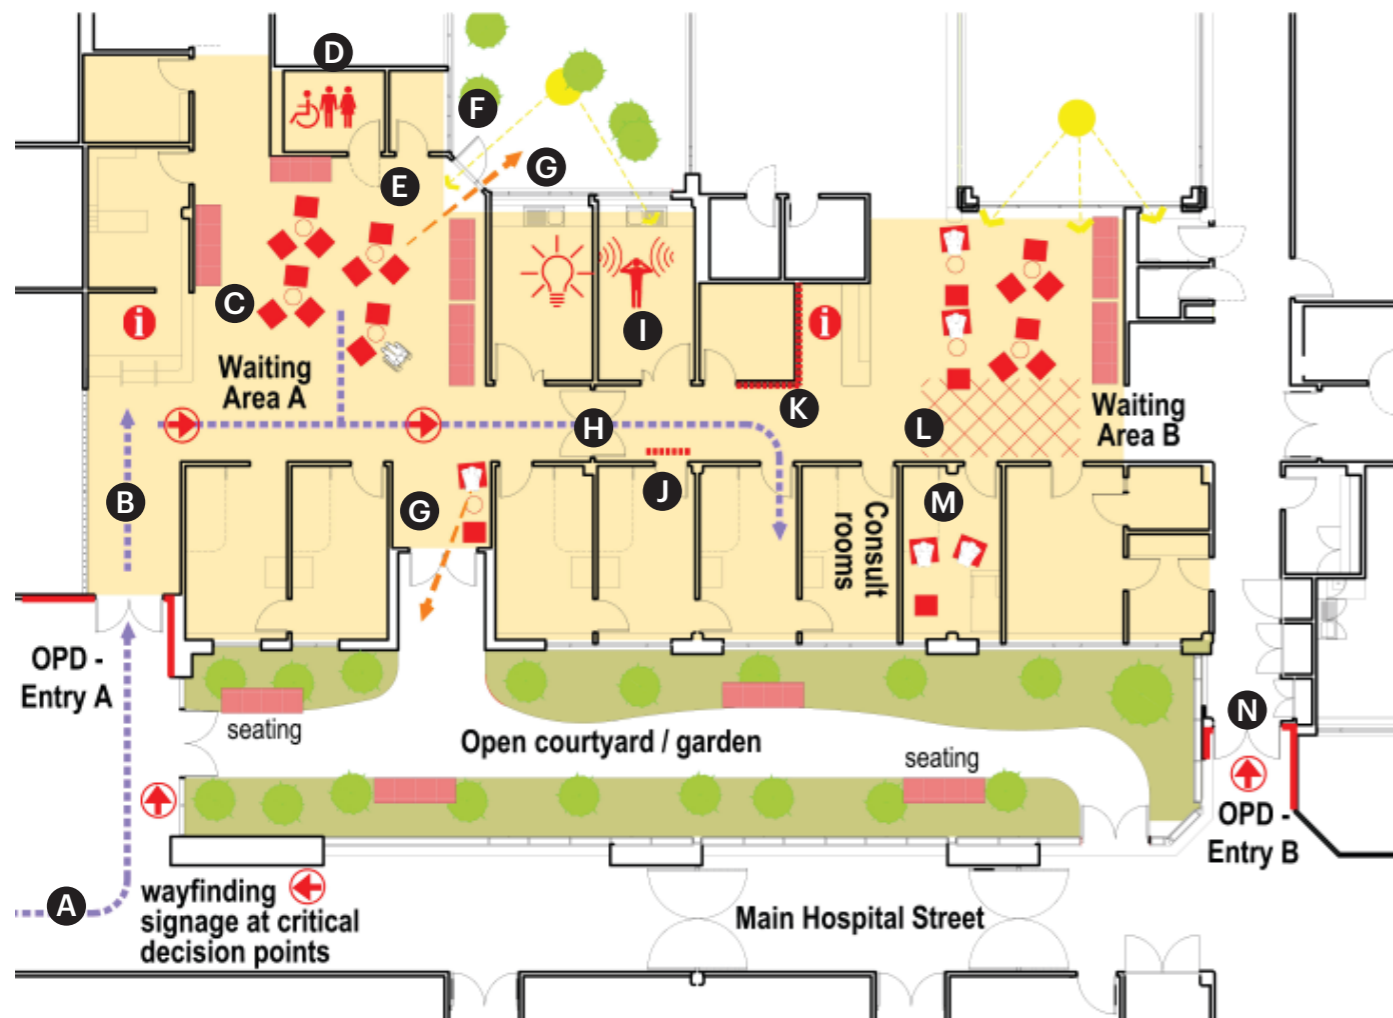 D
F
G
E
C
i
I
i
Waiting
Area A
K
Waiting
Area B
H
L
B
G
J
M
Consult
rooms
OPD -
Entry A
seating
Open courtyard / garden
seating
N
OPD -
Entry B
A
wayfinding
signage at critical
decision points
Main Hospital Street